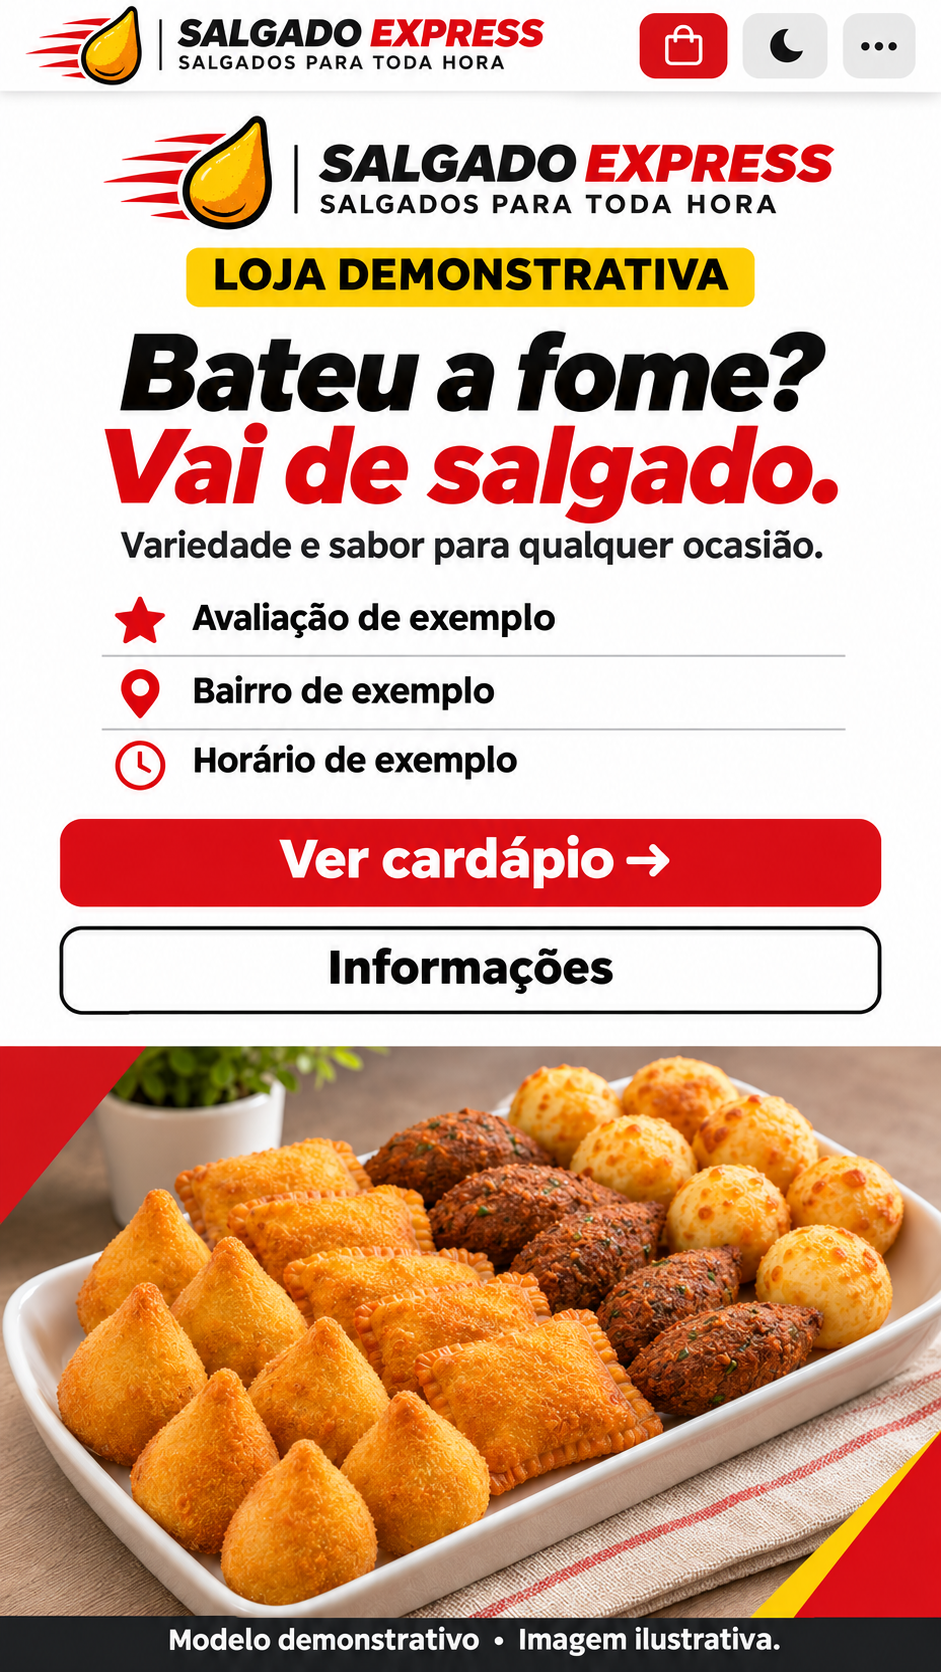 SALGADO EXPRESS
SALGADOS PARA TODA HORA
SALGADO EXPRESS
SALGADOS PARA TODA HORA
LOJA DEMONSTRATIVA
Bateu a fome?
Vai de salgado.
Variedade e sabor para qualquer ocasião.
Avaliação de exemplo
Bairro de exemplo
Horário de exemplo
Ver cardápio →
Informações
Modelo demonstrativo • Imagem ilustrativa.